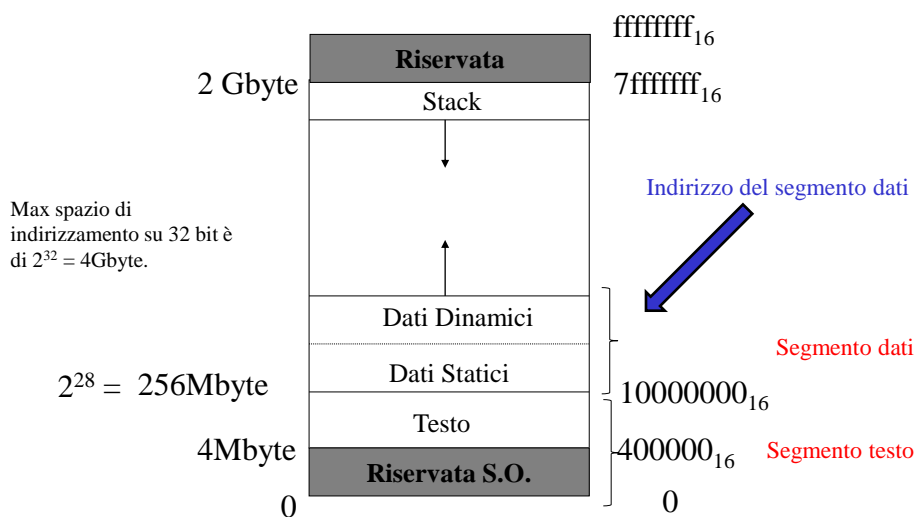 ffffffff₁₆
Riservata
2 Gbyte
7fffffff₁₆
Stack
Indirizzo del segmento dati
Max spazio di
indirizzamento su 32 bit è
di 2³² = 4Gbyte.
Dati Dinamici
Segmento dati
Dati Statici
2²⁸ = 256Mbyte
10000000₁₆
Testo
4Mbyte
400000₁₆
Segmento testo
Riservata S.O.
0
0